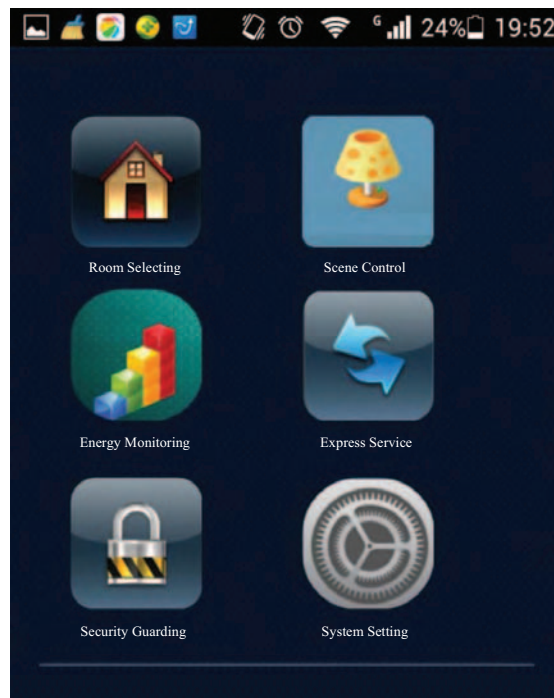 G 24% 19:52
Room Selecting
Scene Control
Energy Monitoring
Express Service
Security Guarding
System Setting